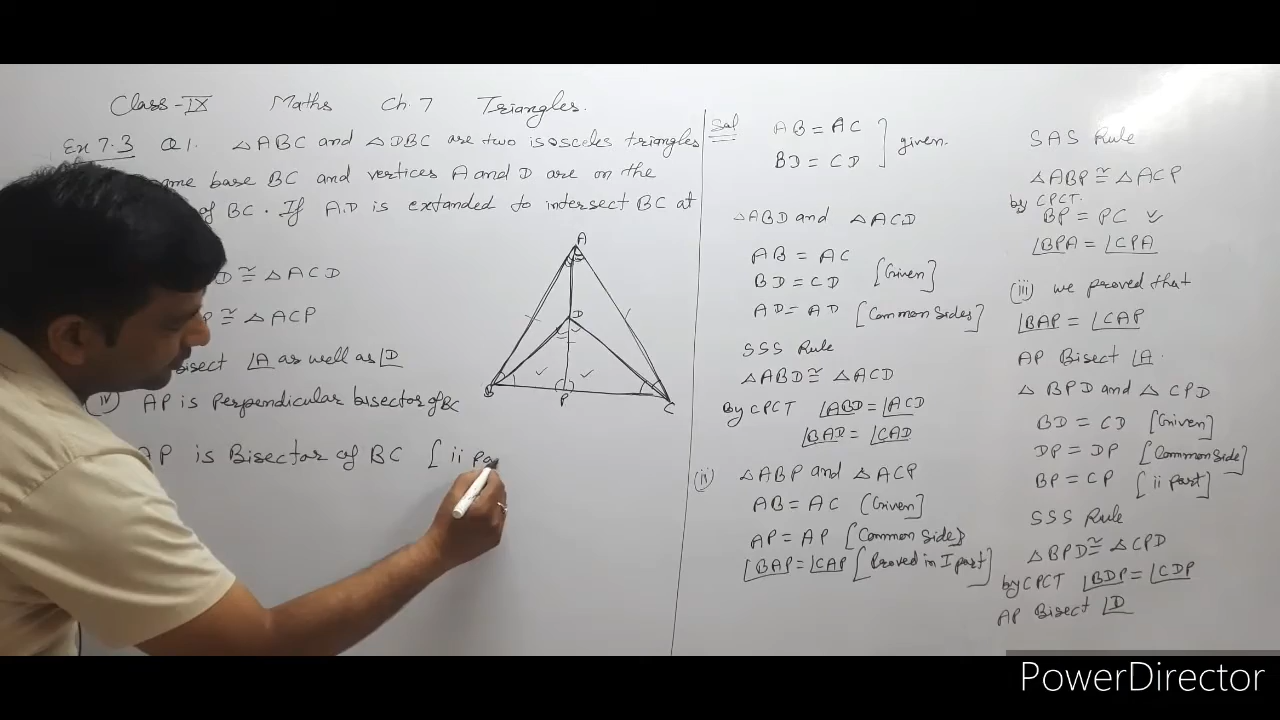 Class-IX Maths Ch. 7 Triangles.
Ex 7.3 Q1. △ABC and △DBC are two isosceles triangles
same base BC and vertices A and D are on the
of BC. If A.D is extanded to intersect BC at
D ≅ △ACD
P ≅ △ACP
bisect ∠A as well as ∠D
(iv) AP is Perpendicular bisector of BC
AP is Bisector of BC [ii pa
A
D
B
P
C
Sol
AB = AC
BD = CD ] given.
△ABD and △ACD
AB = AC
BD = CD [Given]
AD = AD [Common Sides]
SSS Rule
△ABD ≅ △ACD
By CPCT ∠ABD = ∠ACD
∠BAD = ∠CAD
(ii) △ABP and △ACP
AB = AC (Given]
AP = AP [Common Side]
∠BAP = ∠CAP [Proved in I part]
SAS Rule
△ABP ≅ △ACP
by CPCT.
BP = PC ✓
∠BPA = ∠CPA
(iii) we proved that
∠BAP = ∠CAP
AP Bisect ∠A.
△BPD and △CPD
BD = CD [Given]
DP = DP [Common Side]
BP = CP [ii part]
SSS Rule
△BPD ≅ △CPD
by CPCT ∠BDP = ∠CDP
AP Bisect ∠D
PowerDirector